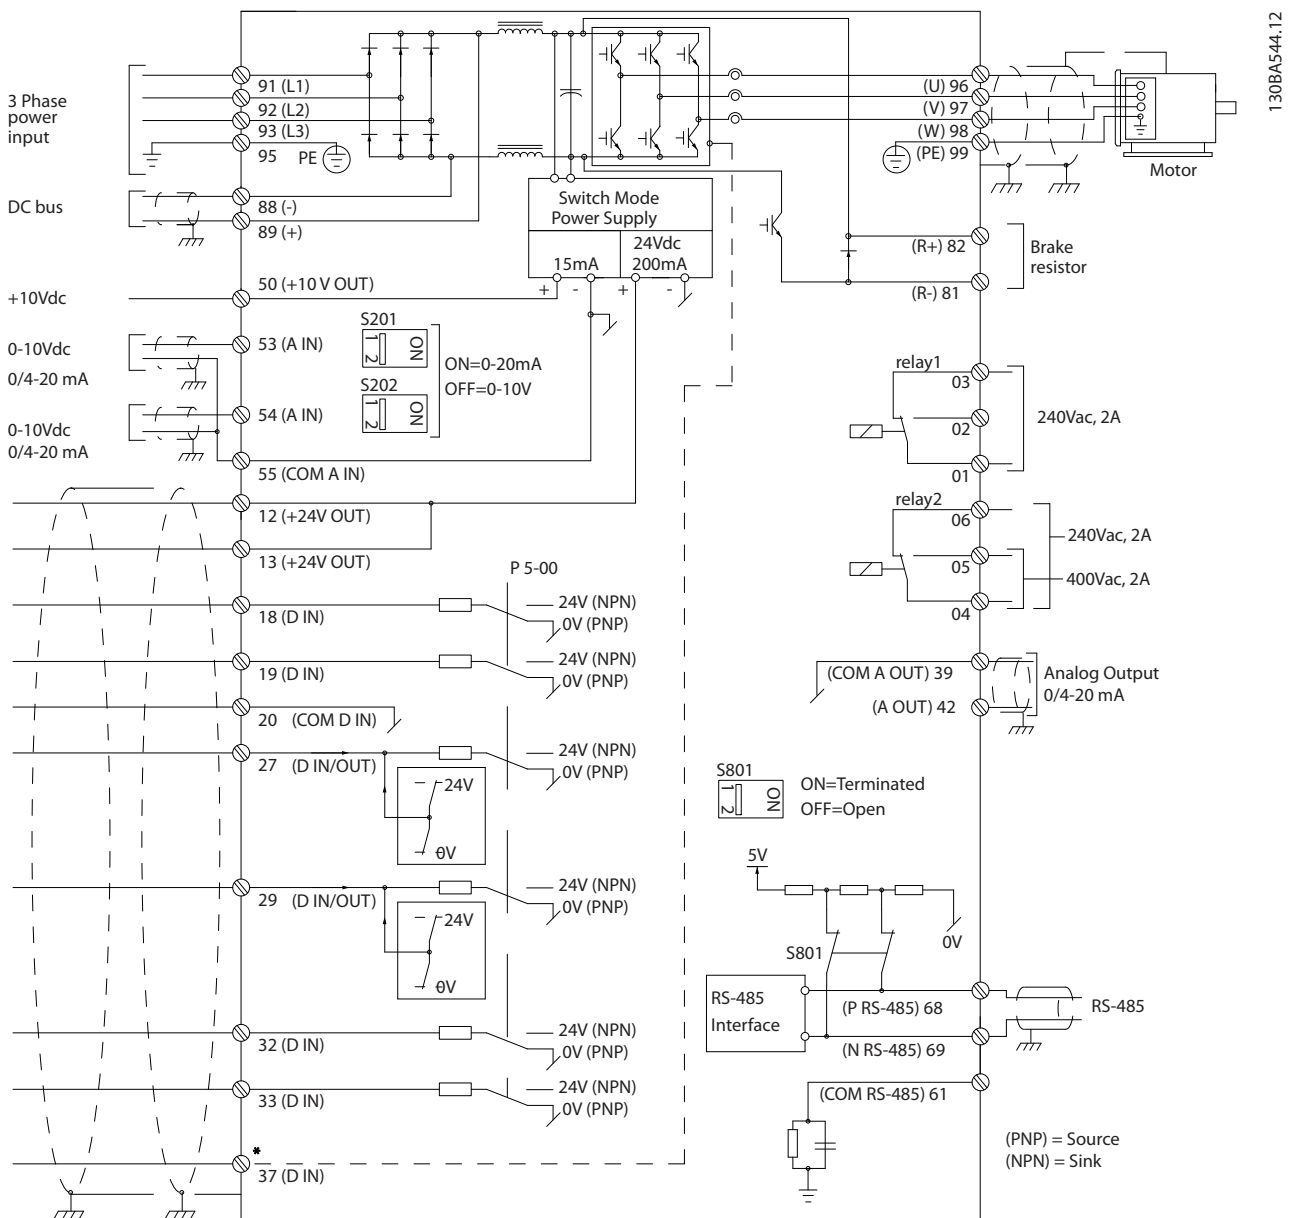 130BA544.12
3 Phase
power
input
91 (L1)
92 (L2)
93 (L3)
95 PE
DC bus
88 (-)
89 (+)
+10Vdc
50 (+10 V OUT)
0-10Vdc
0/4-20 mA
53 (A IN)
S201
1
2
ON
S202
1
2
ON
ON=0-20mA
OFF=0-10V
0-10Vdc
0/4-20 mA
54 (A IN)
55 (COM A IN)
12 (+24V OUT)
13 (+24V OUT)
P 5-00
18 (D IN)
24V (NPN)
0V (PNP)
19 (D IN)
24V (NPN)
0V (PNP)
20 (COM D IN)
27 (D IN/OUT)
24V (NPN)
0V (PNP)
24V
0V
29 (D IN/OUT)
24V (NPN)
0V (PNP)
24V
0V
32 (D IN)
24V (NPN)
0V (PNP)
33 (D IN)
24V (NPN)
0V (PNP)
*
37 (D IN)
Switch Mode
Power Supply
15mA
24Vdc
200mA
+ - + -
(U) 96
(V) 97
(W) 98
(PE) 99
Motor
(R+) 82
(R-) 81
Brake
resistor
relay1
03
02
01
240Vac, 2A
relay2
06
05
04
240Vac, 2A
400Vac, 2A
(COM A OUT) 39
(A OUT) 42
Analog Output
0/4-20 mA
S801
1
2
ON
ON=Terminated
OFF=Open
5V
S801
0V
RS-485
Interface
(P RS-485) 68
(N RS-485) 69
RS-485
(COM RS-485) 61
(PNP) = Source
(NPN) = Sink